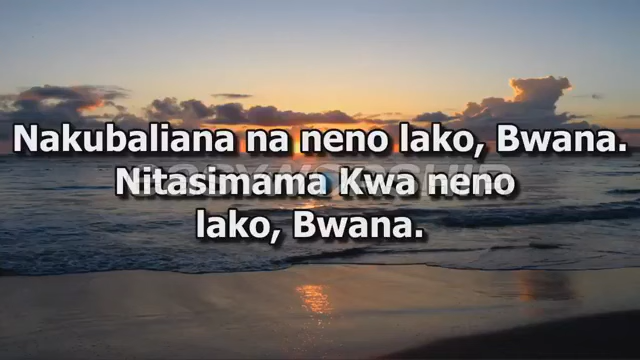 Nakubaliana na neno lako, Bwana.
Nitasimama Kwa neno
lako, Bwana.